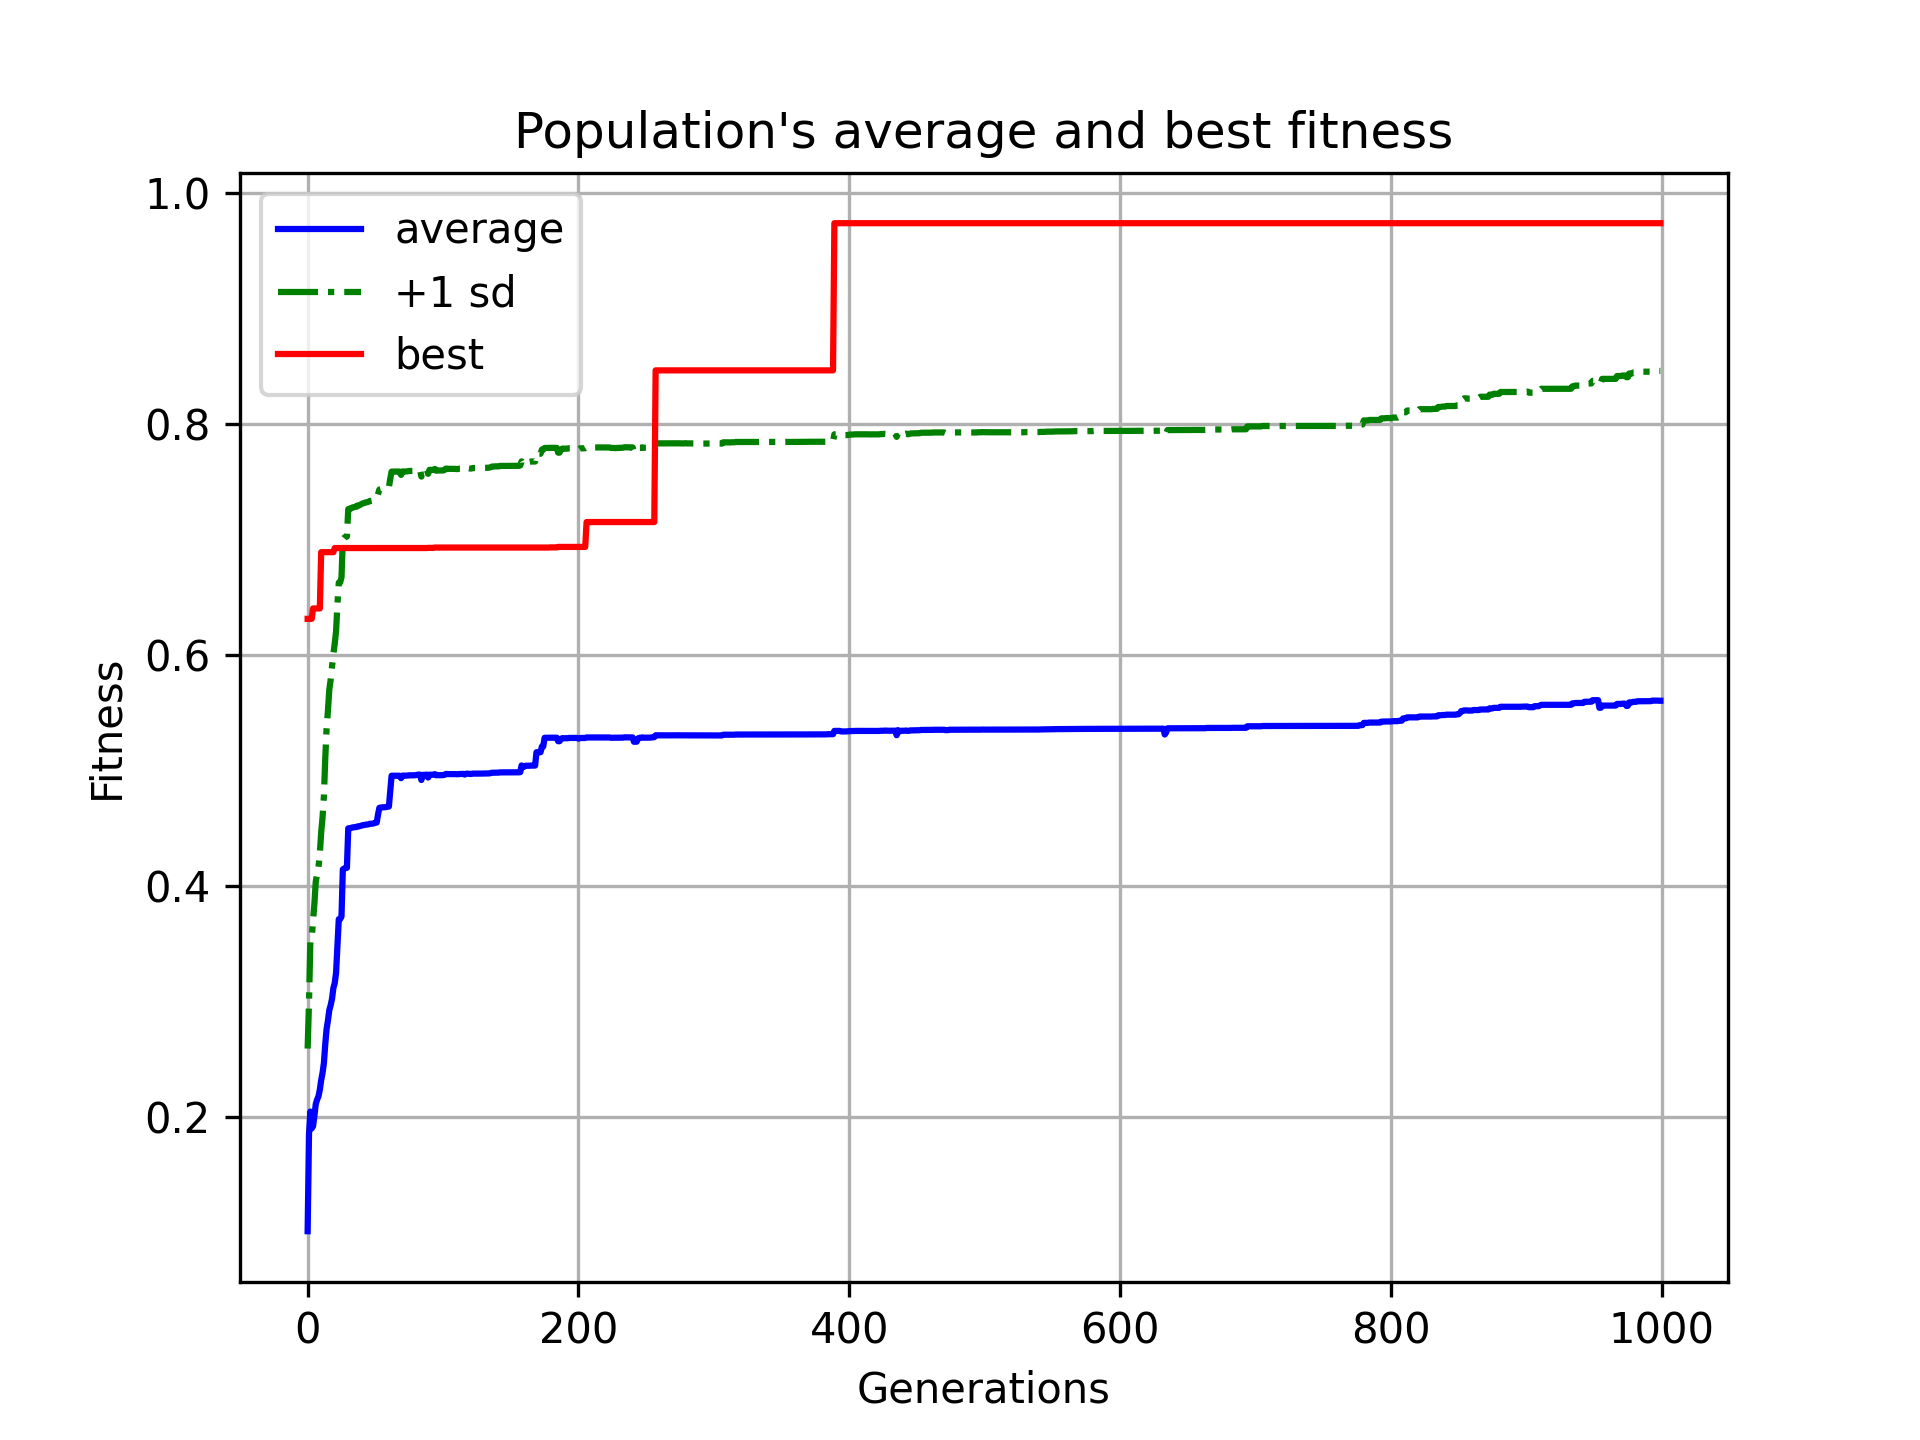 Population's average and best fitness
1.0
0.8
0.6
0.4
0.2
Fitness
average
+1 sd
best
0 200 400 600 800 1000
Generations